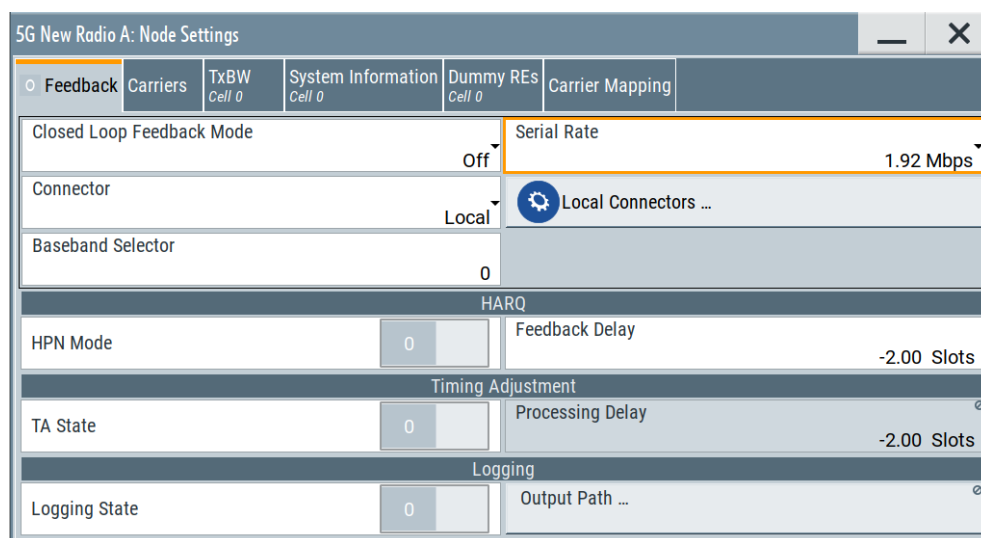 5G New Radio A: Node Settings
Feedback
Carriers
TxBW
Cell 0
System Information
Cell 0
Dummy REs
Cell 0
Carrier Mapping
Closed Loop Feedback Mode
Off
Serial Rate
1.92 Mbps
Connector
Local
Local Connectors ...
Baseband Selector
0
HARQ
HPN Mode
0
Feedback Delay
-2.00 Slots
Timing Adjustment
TA State
0
Processing Delay
-2.00 Slots
Logging
Logging State
0
Output Path ...